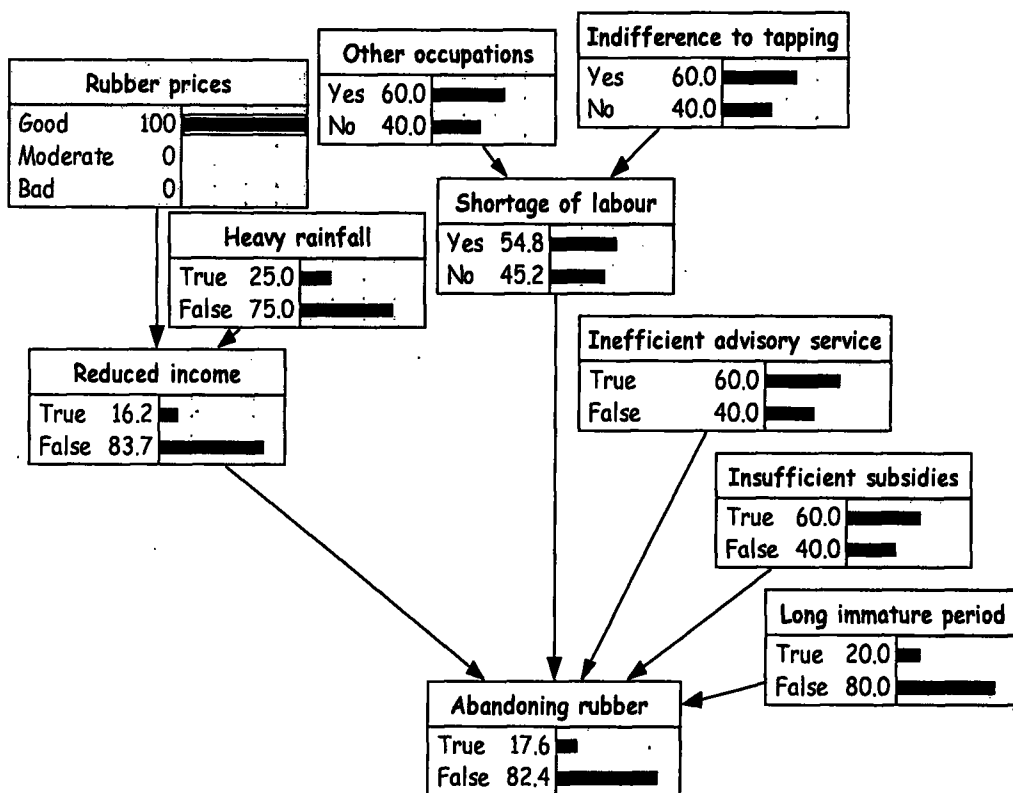 Rubber prices
Good 100
Moderate 0
Bad 0
Other occupations
Yes 60.0
No 40.0
Indifference to tapping
Yes 60.0
No 40.0
Heavy rainfall
True 25.0
False 75.0
Shortage of labour
Yes 54.8
No 45.2
Reduced income
True 16.2
False 83.7
Inefficient advisory service
True 60.0
False 40.0
Insufficient subsidies
True 60.0
False 40.0
Long immature period
True 20.0
False 80.0
Abandoning rubber
True 17.6
False 82.4